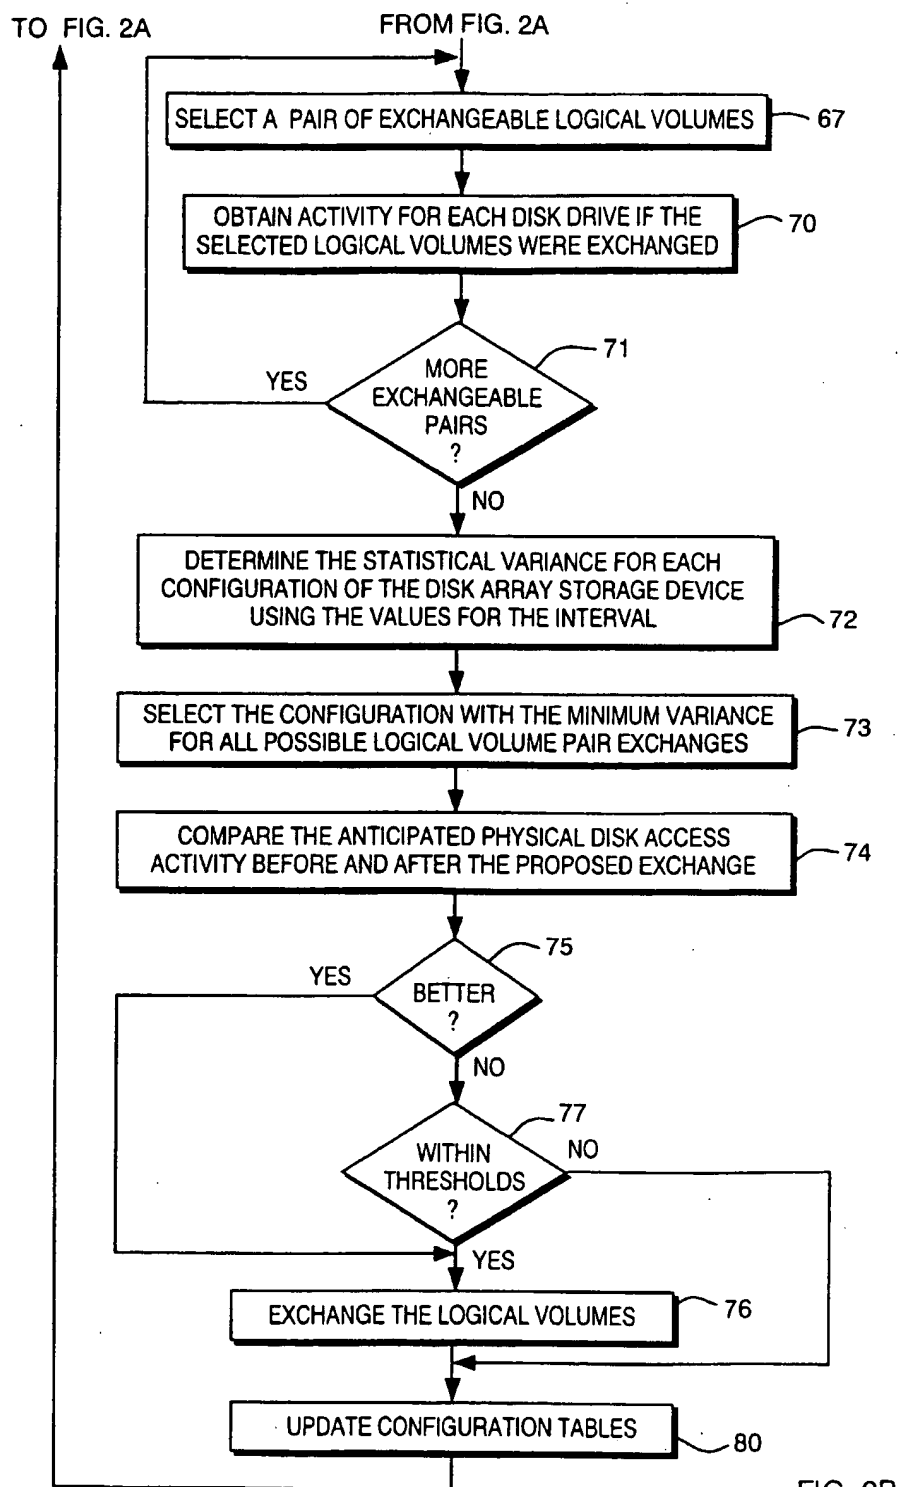 TO FIG. 2A
FROM FIG. 2A
SELECT A PAIR OF EXCHANGEABLE LOGICAL VOLUMES
67
OBTAIN ACTIVITY FOR EACH DISK DRIVE IF THE
SELECTED LOGICAL VOLUMES WERE EXCHANGED
70
71
MORE
EXCHANGEABLE
PAIRS
?
YES
NO
DETERMINE THE STATISTICAL VARIANCE FOR EACH
CONFIGURATION OF THE DISK ARRAY STORAGE DEVICE
USING THE VALUES FOR THE INTERVAL
72
SELECT THE CONFIGURATION WITH THE MINIMUM VARIANCE
FOR ALL POSSIBLE LOGICAL VOLUME PAIR EXCHANGES
73
COMPARE THE ANTICIPATED PHYSICAL DISK ACCESS
ACTIVITY BEFORE AND AFTER THE PROPOSED EXCHANGE
74
75
YES
BETTER
?
NO
77
WITHIN
THRESHOLDS
?
NO
YES
EXCHANGE THE LOGICAL VOLUMES
76
UPDATE CONFIGURATION TABLES
80
FIG.